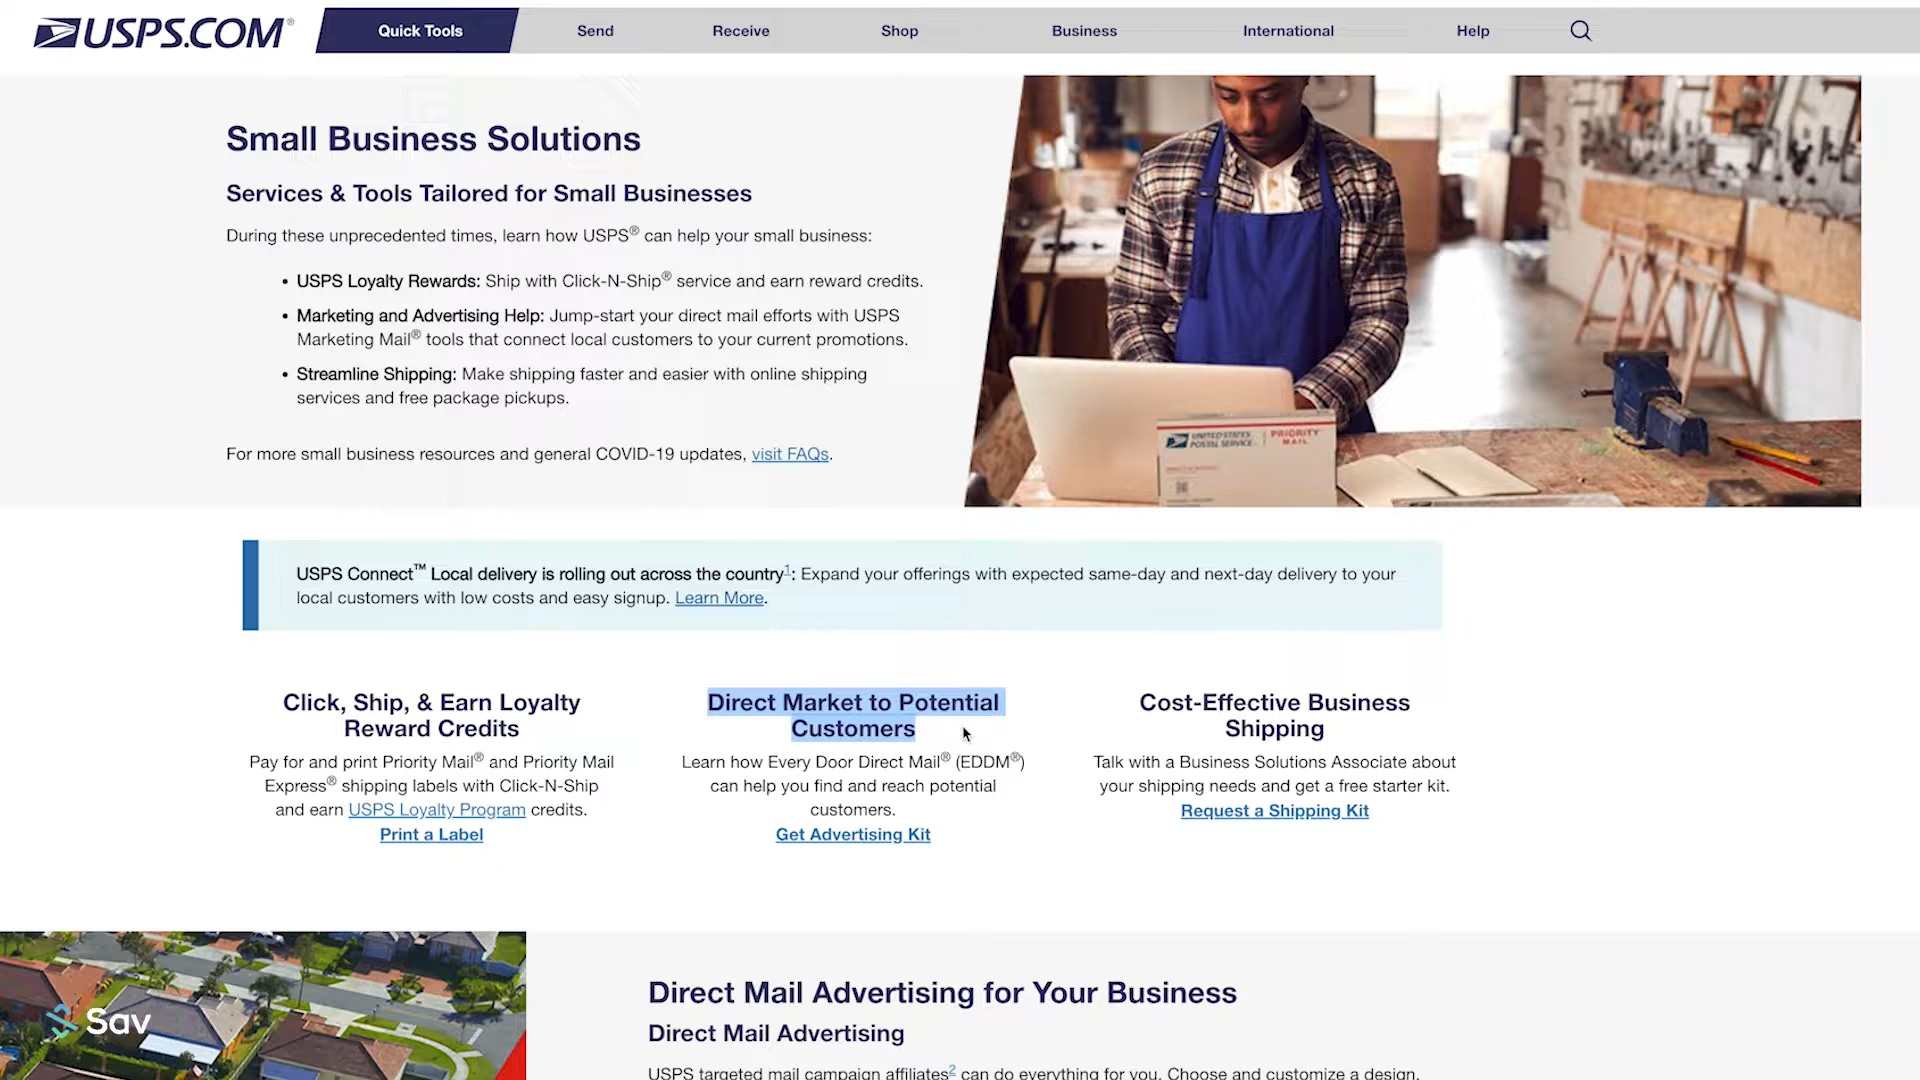 USPS.COM®
Quick Tools
Send
Receive
Shop
Business
International
Help
Small Business Solutions
Services & Tools Tailored for Small Businesses
During these unprecedented times, learn how USPS® can help your small business:
• USPS Loyalty Rewards: Ship with Click-N-Ship® service and earn reward credits.
• Marketing and Advertising Help: Jump-start your direct mail efforts with USPS
Marketing Mail® tools that connect local customers to your current promotions.
• Streamline Shipping: Make shipping faster and easier with online shipping
services and free package pickups.
For more small business resources and general COVID-19 updates, visit FAQs.
UNITED STATES
POSTAL SERVICE
PRIORITY
MAIL
USPS Connect™ Local delivery is rolling out across the country1: Expand your offerings with expected same-day and next-day delivery to your
local customers with low costs and easy signup. Learn More.
Click, Ship, & Earn Loyalty
Reward Credits
Pay for and print Priority Mail® and Priority Mail
Express® shipping labels with Click-N-Ship
and earn USPS Loyalty Program credits.
Print a Label
Direct Market to Potential
Customers
Learn how Every Door Direct Mail® (EDDM®)
can help you find and reach potential
customers.
Get Advertising Kit
Cost-Effective Business
Shipping
Talk with a Business Solutions Associate about
your shipping needs and get a free starter kit.
Request a Shipping Kit
Sav
Direct Mail Advertising for Your Business
Direct Mail Advertising
USPS targeted mail campaign affiliates2 can do everything for you. Choose and customize a design,